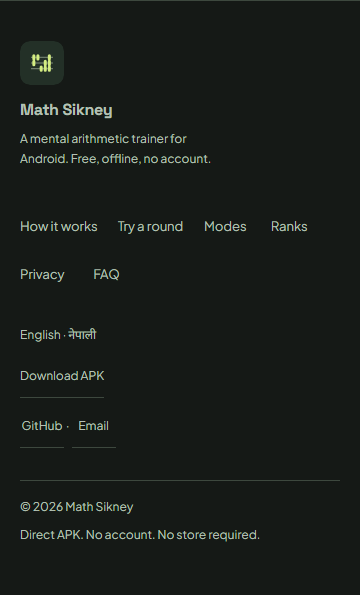 Math Sikney
A mental arithmetic trainer for
Android. Free, offline, no account.
How it works Try a round Modes Ranks
Privacy FAQ
English · नेपाली
Download APK
GitHub · Email
© 2026 Math Sikney
Direct APK. No account. No store required.